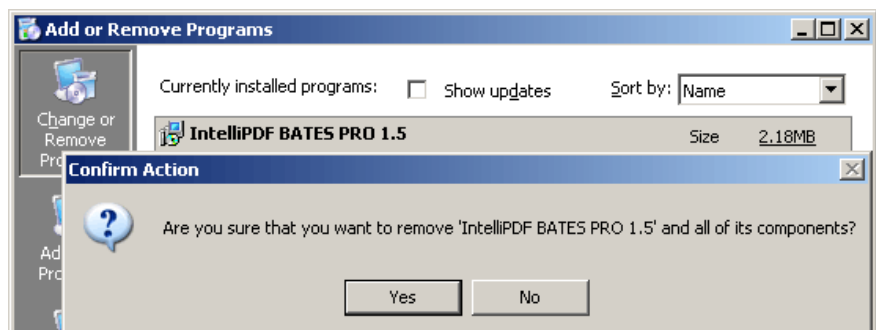 Add or Remove Programs
Currently installed programs: Show updates Sort by: Name
Change or
Remove
IntelliPDF BATES PRO 1.5 Size 2.18MB
Confirm Action
Are you sure that you want to remove 'IntelliPDF BATES PRO 1.5' and all of its components?
Yes No